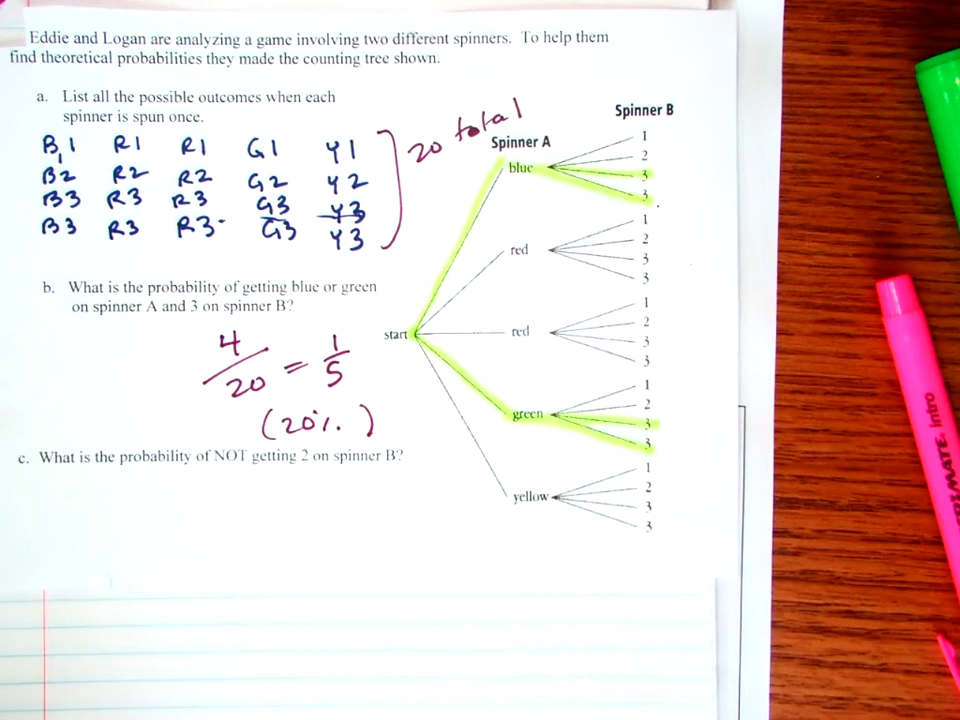 Eddie and Logan are analyzing a game involving two different spinners. To help them
find theoretical probabilities they made the counting tree shown.
a. List all the possible outcomes when each
spinner is spun once.
B,1 R1 R1 G1 Y1
B2 R2 R2 G2 Y2
B3 R3 R3 G3 Y3
B3 R3 R3 G3 Y3
20 total
b. What is the probability of getting blue or green
on spinner A and 3 on spinner B?
4/20 = 1/5
(20%)
c. What is the probability of NOT getting 2 on spinner B?
Spinner A
Spinner B
start
blue
1
2
3
3
red
1
2
3
3
red
1
2
3
3
green
1
2
3
3
yellow
1
2
3
3
intro